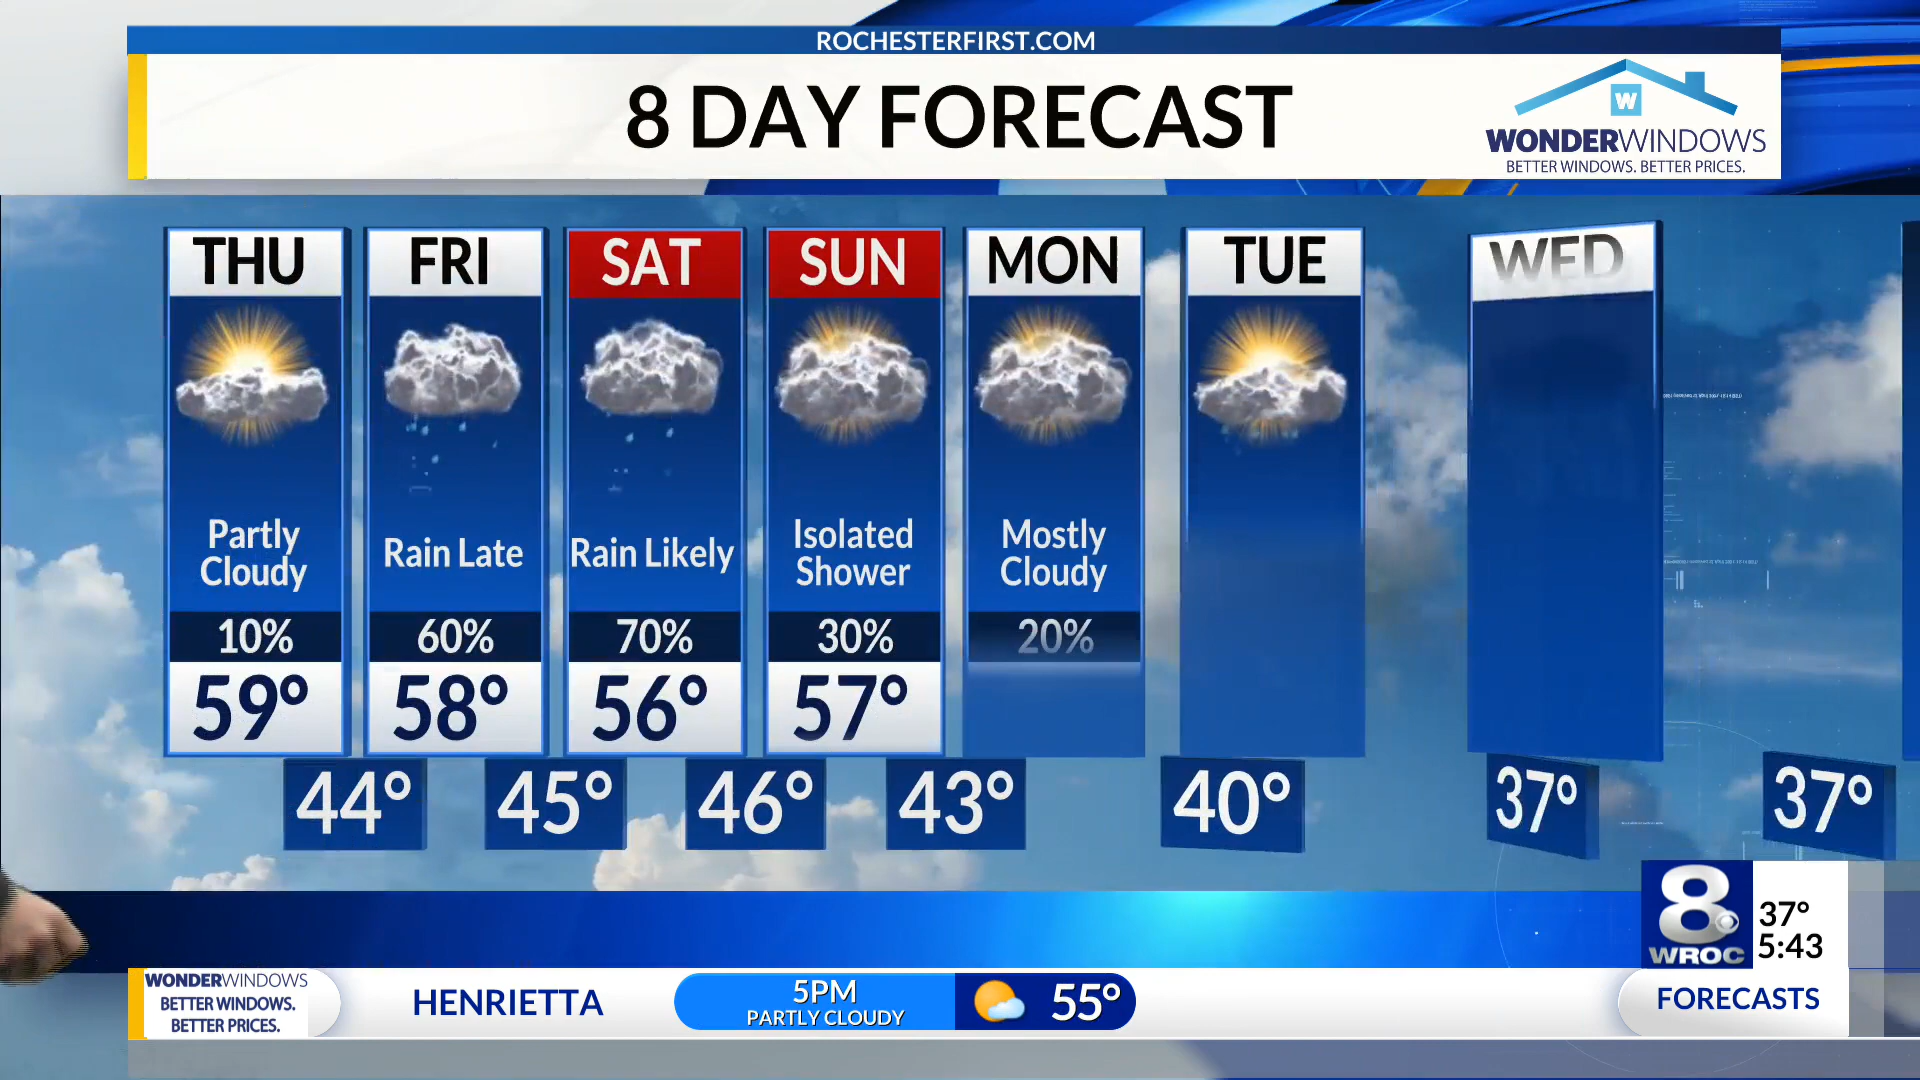 ROCHESTERFIRST.COM
8 DAY FORECAST
W
WONDERWINDOWS
BETTER WINDOWS. BETTER PRICES.
THU
FRI
SAT
SUN
MON
TUE
WED
Partly
Cloudy
Rain Late
Rain Likely
Isolated
Shower
Mostly
Cloudy
10%
60%
70%
30%
20%
59°
58°
56°
57°
44°
45°
46°
43°
40°
37°
37°
8
WROC
37°
5:43
WONDERWINDOWS
BETTER WINDOWS.
BETTER PRICES.
HENRIETTA
5PM
PARTLY CLOUDY
55°
FORECASTS